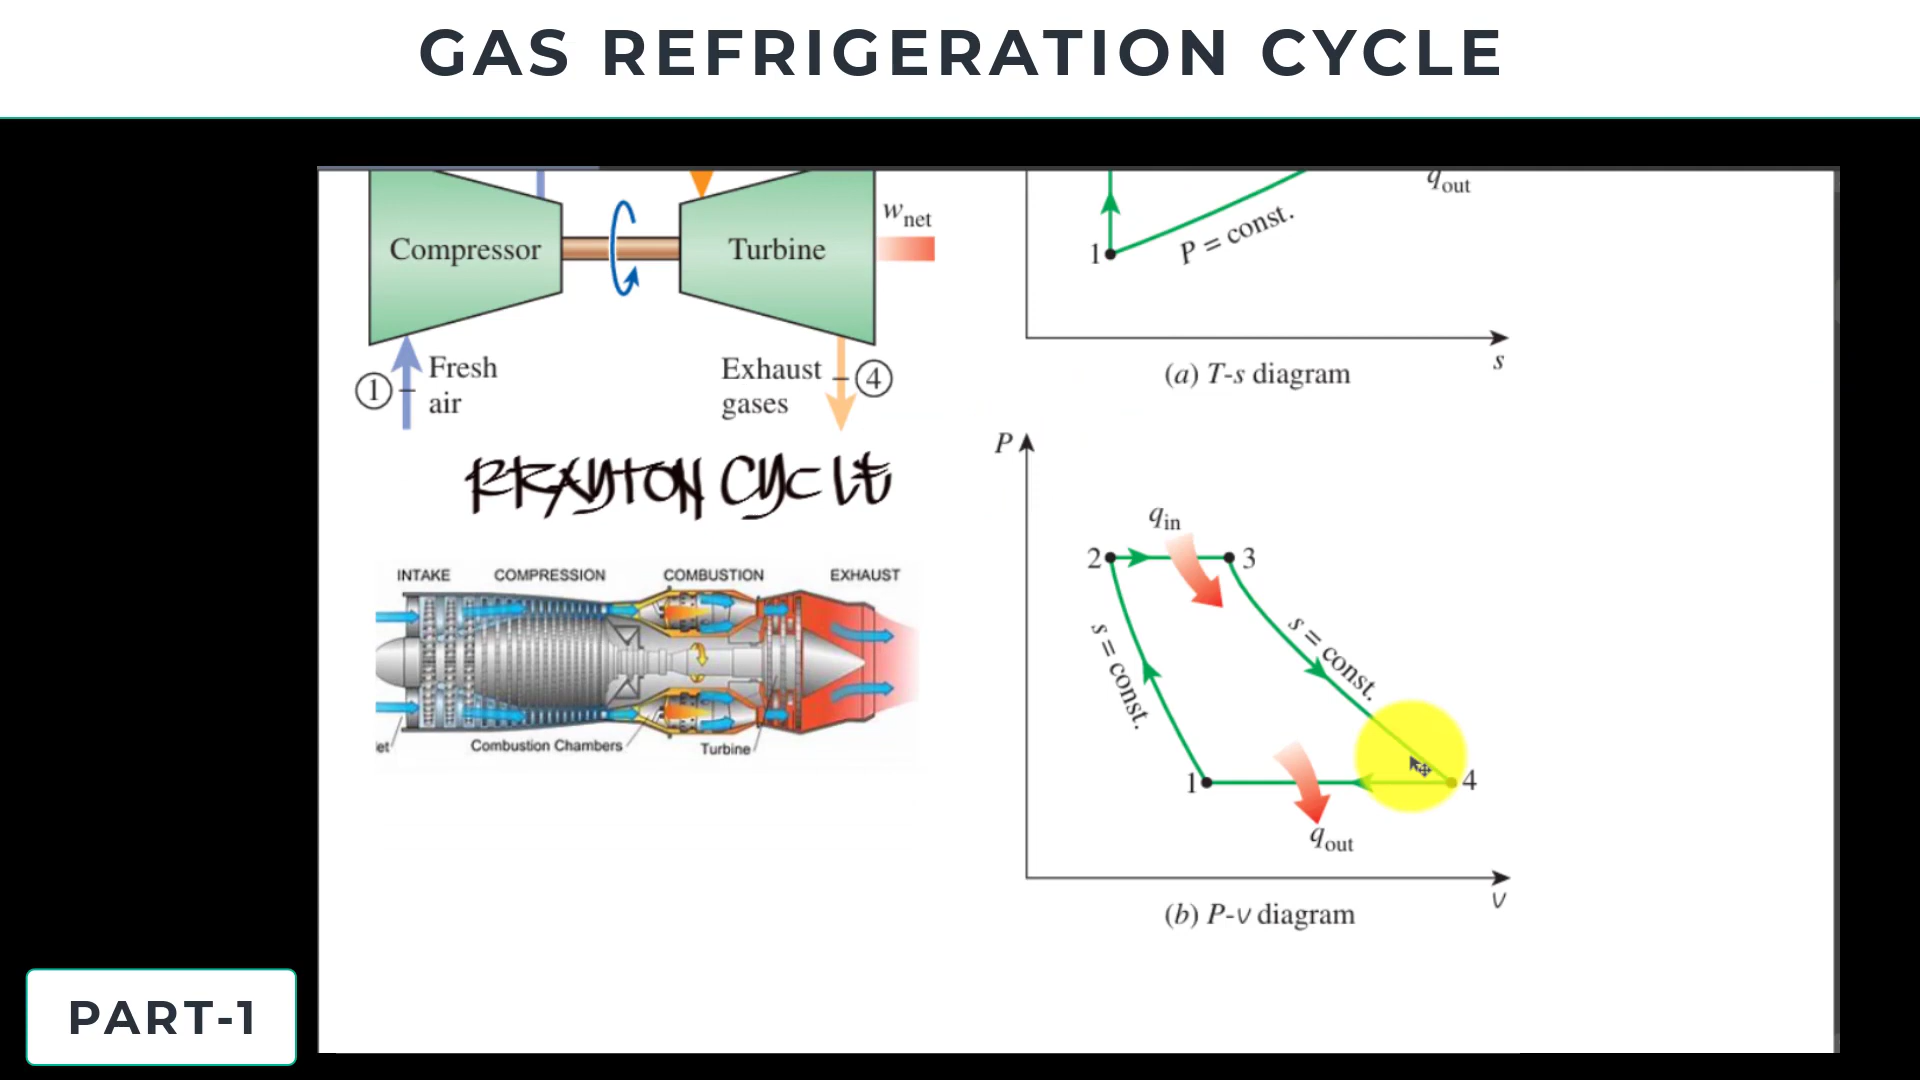 GAS REFRIGERATION CYCLE
Compressor
Turbine
wnet
1
Fresh
air
Exhaust
gases
4
BRAYTON CYCLE
INTAKE COMPRESSION COMBUSTION EXHAUST
let
Combustion Chambers
Turbine
qout
1
P = const.
s
(a) T-s diagram
P
qin
2
3
s = const.
s = const.
1
4
qout
v
(b) P-v diagram
PART-1